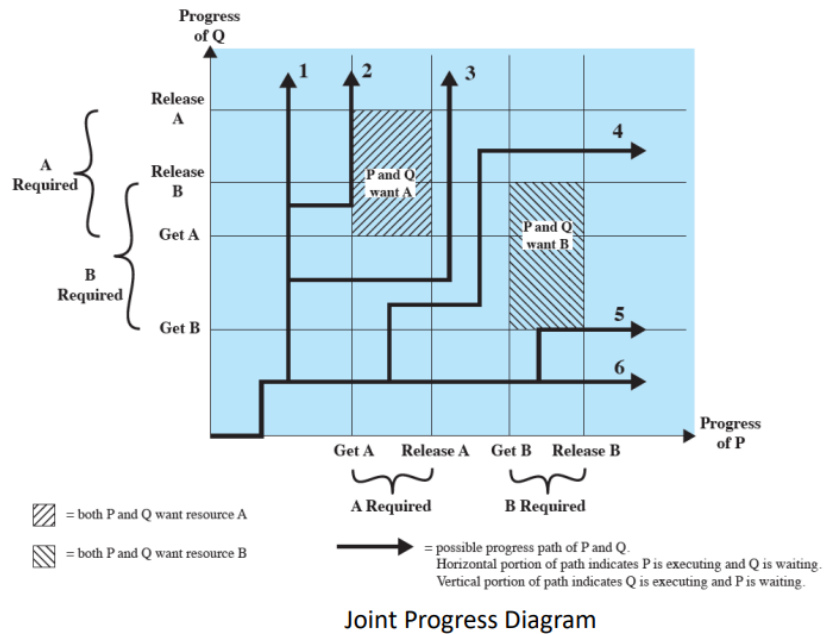 Progress
of Q
1
2
3
Release
A
4
A
Required
Release
B
P and Q
want A
Get A
P and Q
want B
B
Required
Get B
5
6
Progress
of P
Get A
Release A
Get B
Release B
A Required
B Required
= both P and Q want resource A
= both P and Q want resource B
= possible progress path of P and Q.
Horizontal portion of path indicates P is executing and Q is waiting.
Vertical portion of path indicates Q is executing and P is waiting.
Joint Progress Diagram